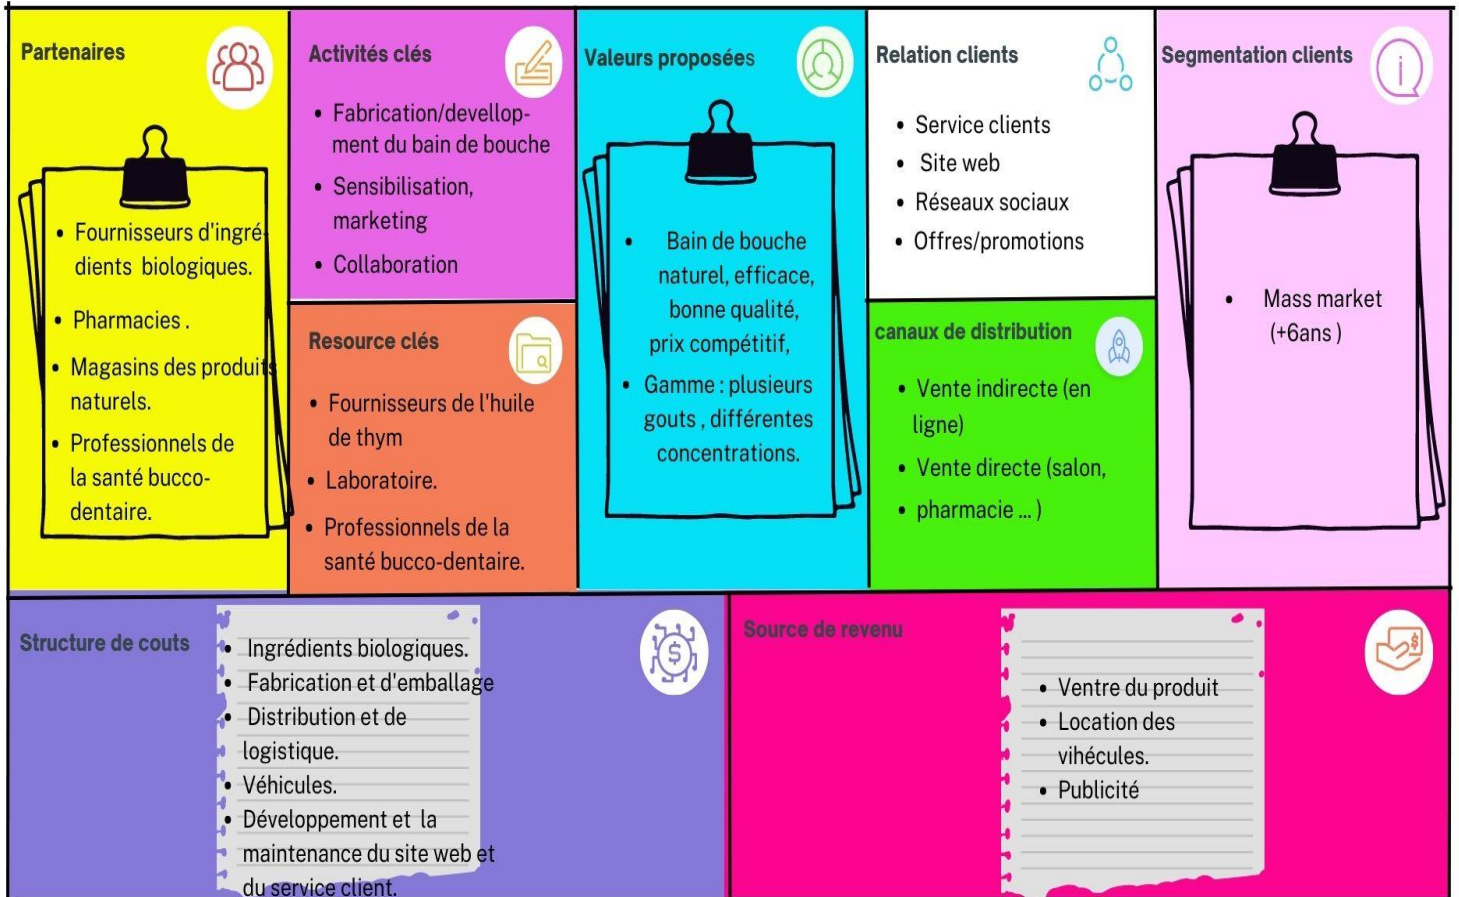 Partenaires
• Fournisseurs d'ingré-
dients biologiques.
• Pharmacies .
• Magasins des produits
naturels.
• Professionnels de
la santé bucco-
dentaire.
Activités clés
• Fabrication/devellop-
ment du bain de bouche
• Sensibilisation,
marketing
• Collaboration
Resource clés
• Fournisseurs de l'huile
de thym
• Laboratoire.
• Professionnels de la
santé bucco-dentaire.
Valeurs proposées
• Bain de bouche
naturel, efficace,
bonne qualité,
prix compétitif,
• Gamme : plusieurs
gouts , différentes
concentrations.
Relation clients
• Service clients
• Site web
• Réseaux sociaux
• Offres/promotions
canaux de distribution
• Vente indirecte (en
ligne)
• Vente directe (salon,
• pharmacie ... )
Segmentation clients
• Mass market
(+6ans )
Structure de couts
• Ingrédients biologiques.
• Fabrication et d'emballage
• Distribution et de
logistique.
• Véhicules.
• Développement et la
maintenance du site web et
du service client.
Source de revenu
• Ventre du produit
• Location des
vihécules.
• Publicité